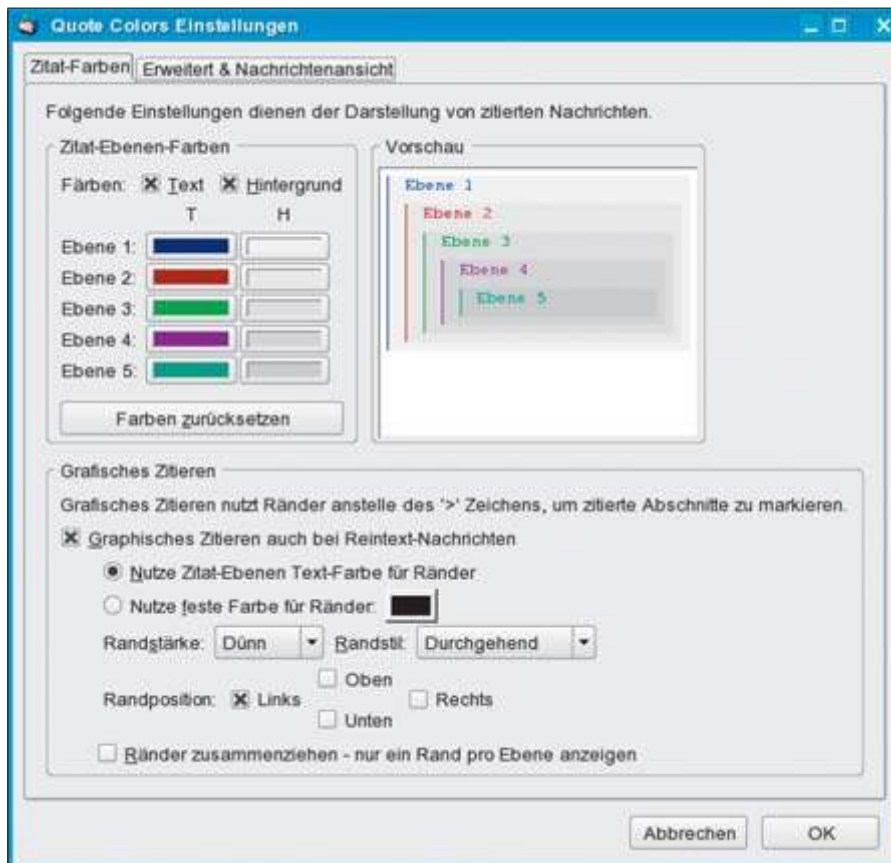 Quote Colors Einstellungen
Zitat-Farben
Erweitert & Nachrichtenansicht
Folgende Einstellungen dienen der Darstellung von zitierten Nachrichten.
Zitat-Ebenen-Farben
Färben: Text Hintergrund
T H
Ebene 1:
Ebene 2:
Ebene 3:
Ebene 4:
Ebene 5:
Farben zurücksetzen
Vorschau
Ebene 1
Ebene 2
Ebene 3
Ebene 4
Ebene 5
Grafisches Zitieren
Grafisches Zitieren nutzt Ränder anstelle des '>' Zeichens, um zitierte Abschnitte zu markieren.
Graphisches Zitieren auch bei Reintext-Nachrichten
Nutze Zitat-Ebenen Text-Farbe für Ränder
Nutze feste Farbe für Ränder:
Randstärke: Dünn Randstil: Durchgehend
Oben
Randposition: Links Rechts
Unten
Ränder zusammenziehen - nur ein Rand pro Ebene anzeigen
Abbrechen OK